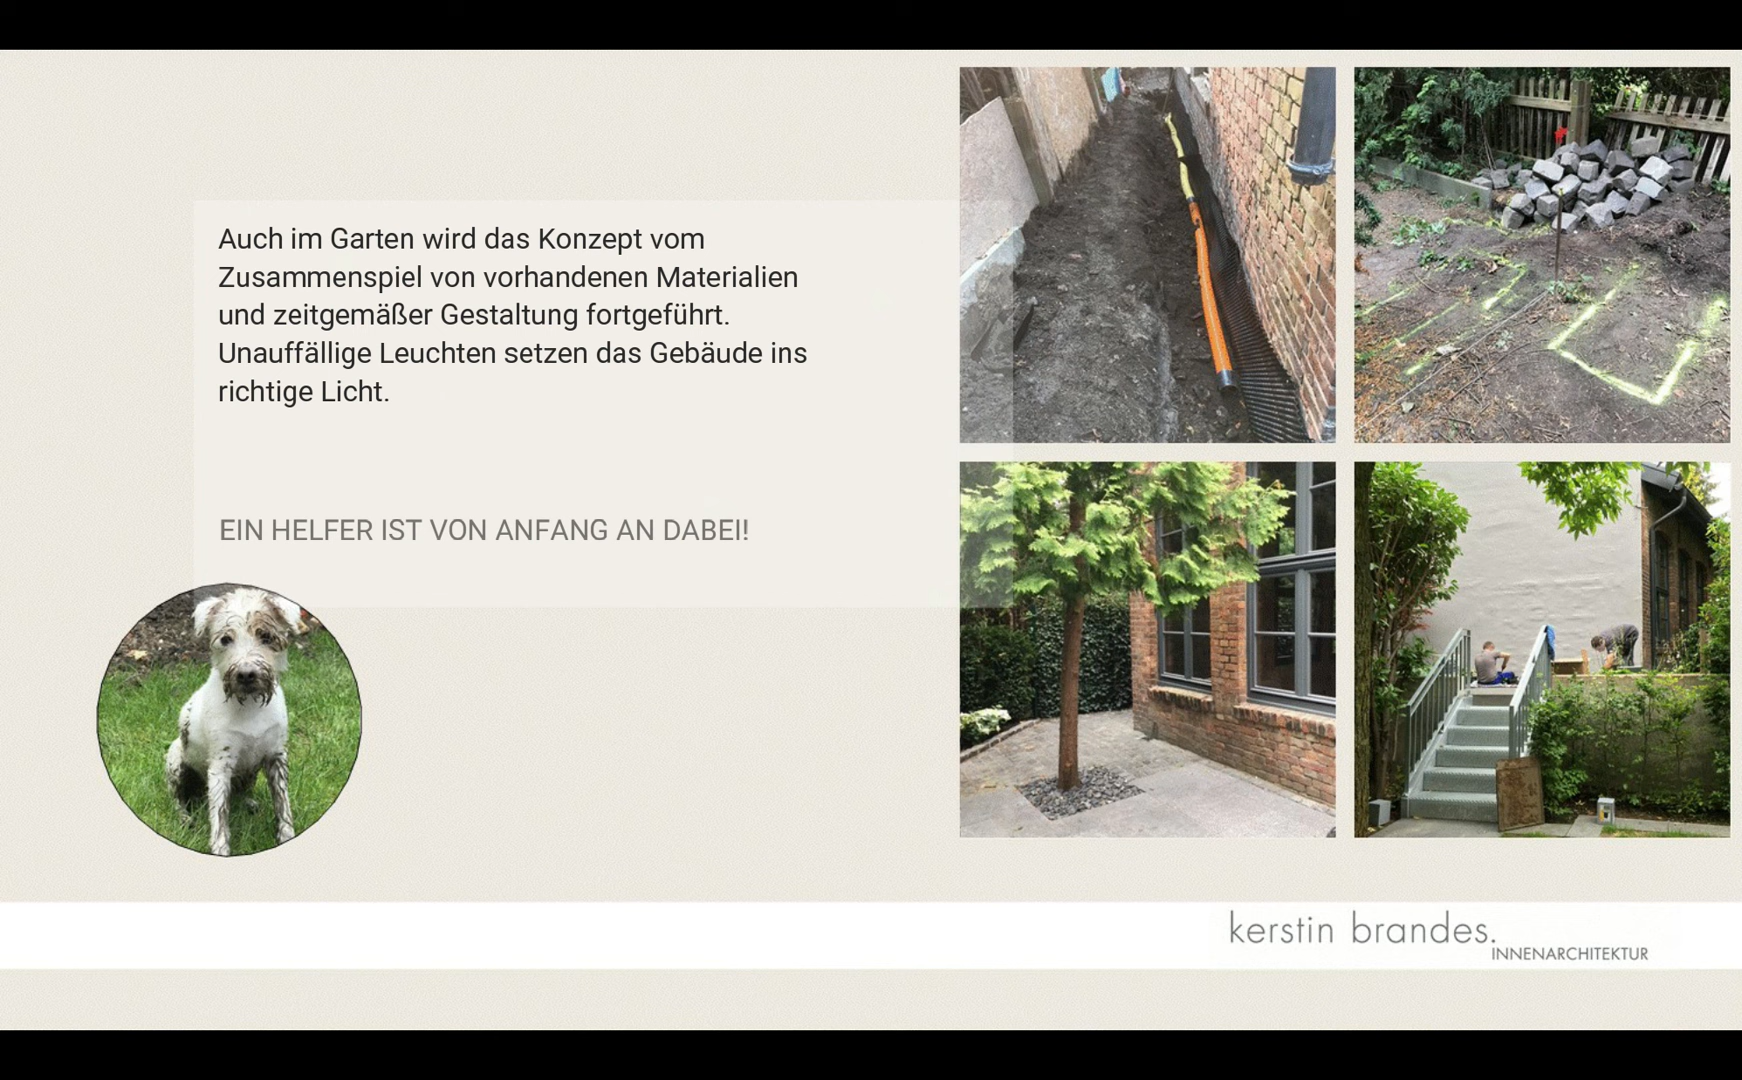 Auch im Garten wird das Konzept vom
Zusammenspiel von vorhandenen Materialien
und zeitgemäßer Gestaltung fortgeführt.
Unauffällige Leuchten setzen das Gebäude ins
richtige Licht.
EIN HELFER IST VON ANFANG AN DABEI!
kerstin brandes.
INNENARCHITEKTUR